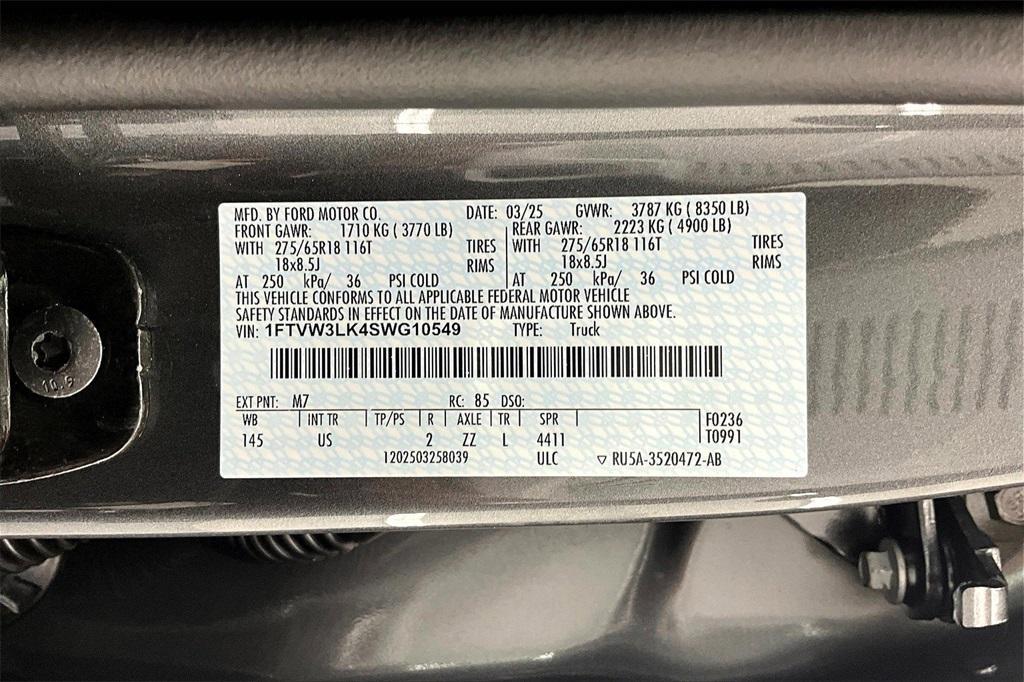 MFD. BY FORD MOTOR CO. DATE: 03/25 GVWR: 3787 KG ( 8350 LB)
FRONT GAWR: 1710 KG ( 3770 LB) REAR GAWR: 2223 KG ( 4900 LB)
WITH 275/65R18 116T TIRES WITH 275/65R18 116T TIRES
18x8.5J RIMS 18x8.5J RIMS
AT 250 kPa/ 36 PSI COLD AT 250 kPa/ 36 PSI COLD
THIS VEHICLE CONFORMS TO ALL APPLICABLE FEDERAL MOTOR VEHICLE
SAFETY STANDARDS IN EFFECT ON THE DATE OF MANUFACTURE SHOWN ABOVE.
VIN: 1FTVW3LK4SWG10549 TYPE: Truck
EXT PNT: M7 RC: 85 DSO:
WB INT TR TP/PS R AXLE TR SPR F0236
145 US 2 ZZ L 4411 T0991
1202503258039 ULC ▽ RU5A-3520472-AB
10.9